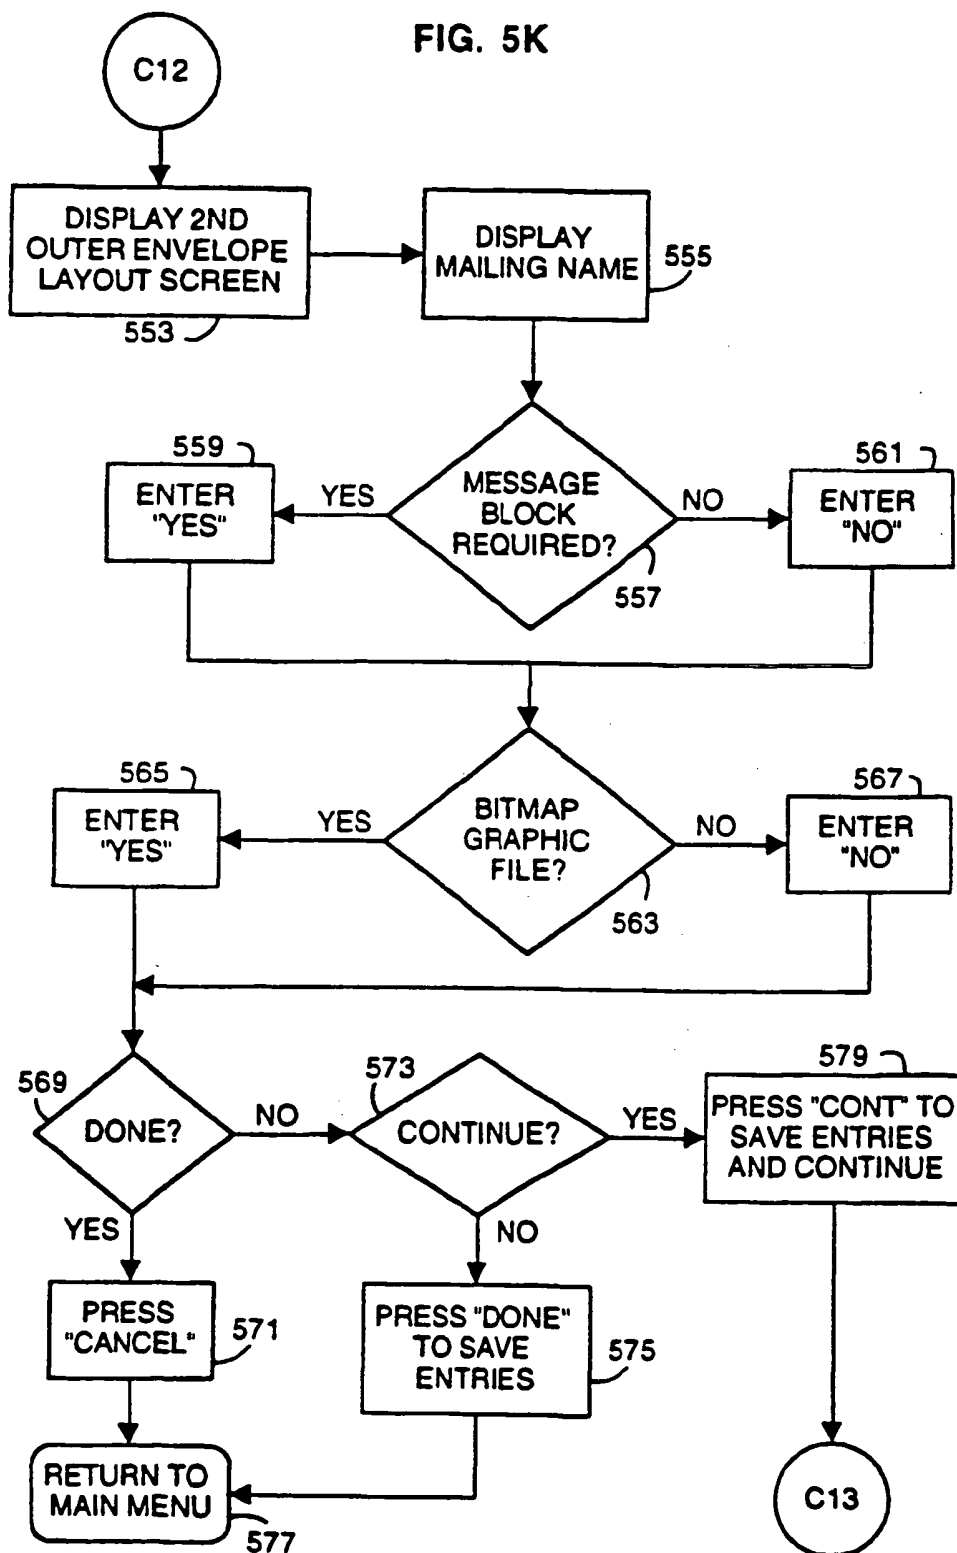 FIG. 5K
C12
DISPLAY 2ND
OUTER ENVELOPE
LAYOUT SCREEN
553
DISPLAY
MAILING NAME
555
559
ENTER
"YES"
YES
MESSAGE
BLOCK
REQUIRED?
557
NO
561
ENTER
"NO"
565
ENTER
"YES"
YES
BITMAP
GRAPHIC
FILE?
563
NO
567
ENTER
"NO"
569
DONE?
NO
573
CONTINUE?
YES
579
PRESS "CONT" TO
SAVE ENTRIES
AND CONTINUE
YES
NO
PRESS
"CANCEL"
571
PRESS "DONE"
TO SAVE
ENTRIES
575
RETURN TO
MAIN MENU
577
C13